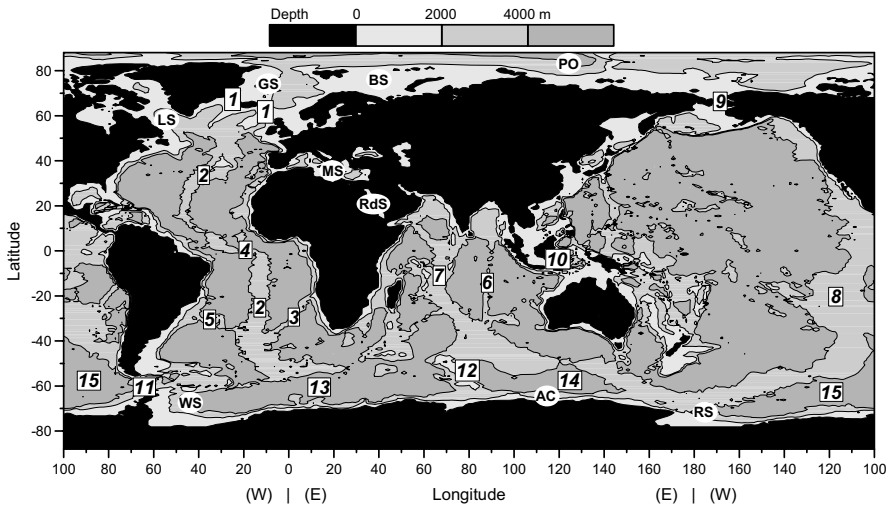 Depth 0 2000 4000 m
80 GS BS PO
1 1 9
60 LS
40 2 MS
20 RdS
Latitude
0 4 10
7 6
-20 2 8
5 3
-40
12
-60 15 11 13 14 15
WS AC RS
-80
100 80 60 40 20 0 20 40 60 80 100 120 140 160 180 160 140 120 100
(W) | (E) Longitude (E) | (W)